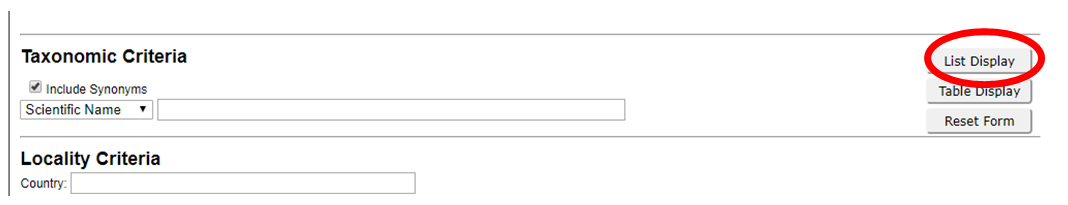 Taxonomic Criteria
List Display
Include Synonyms
Table Display
Scientific Name
Reset Form
Locality Criteria
Country: